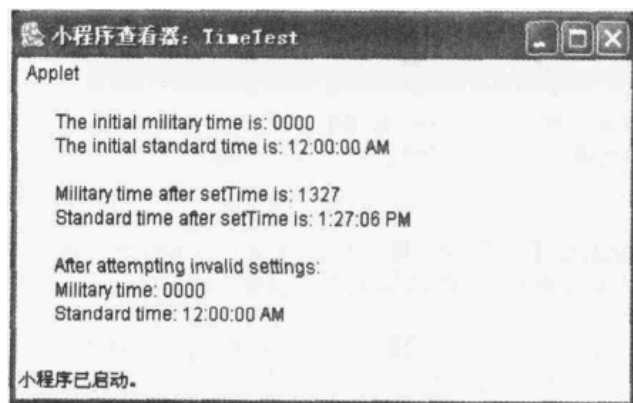 小程序查看器: TimeTest
Applet
The initial military time is: 0000
The initial standard time is: 12:00:00 AM
Military time after setTime is: 1327
Standard time after setTime is: 1:27:06 PM
After attempting invalid settings:
Military time: 0000
Standard time: 12:00:00 AM
小程序已启动。